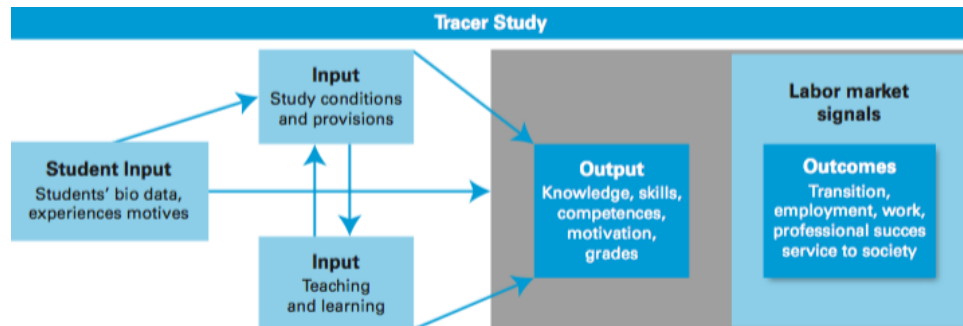 Tracer Study
Input
Study conditions
and provisions
Student Input
Students' bio data,
experiences motives
Input
Teaching
and learning
Output
Knowledge, skills,
competences,
motivation,
grades
Labor market
signals
Outcomes
Transition,
employment, work,
professional succes
service to society